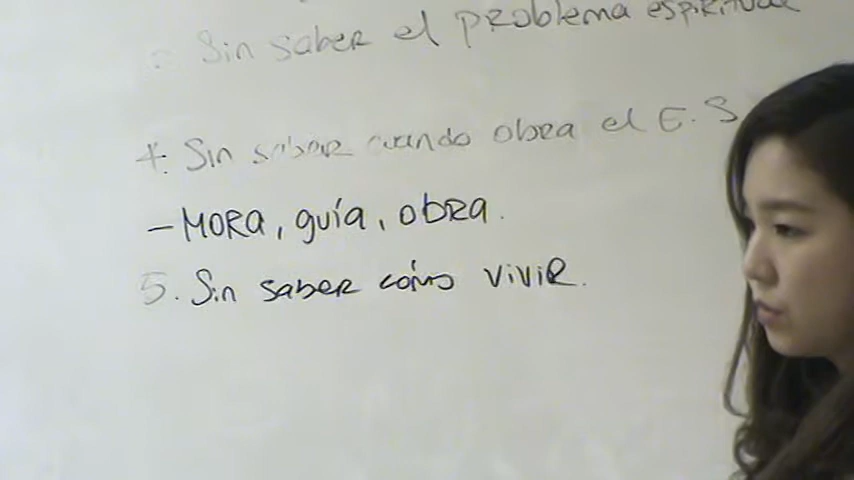 Sin saber el problema espiritual
4. Sin saber cuando obra el E.S
- MORA, guía, obra.
5. Sin saber cómo vivir.